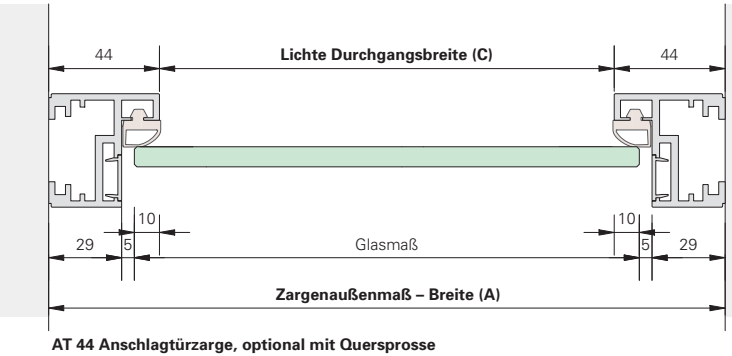 44 Lichte Durchgangsbreite (C) 44
10 10
29 5 Glasmaß 5 29
Zargenaußenmaß – Breite (A)
AT 44 Anschlagtürzarge, optional mit Quersprosse